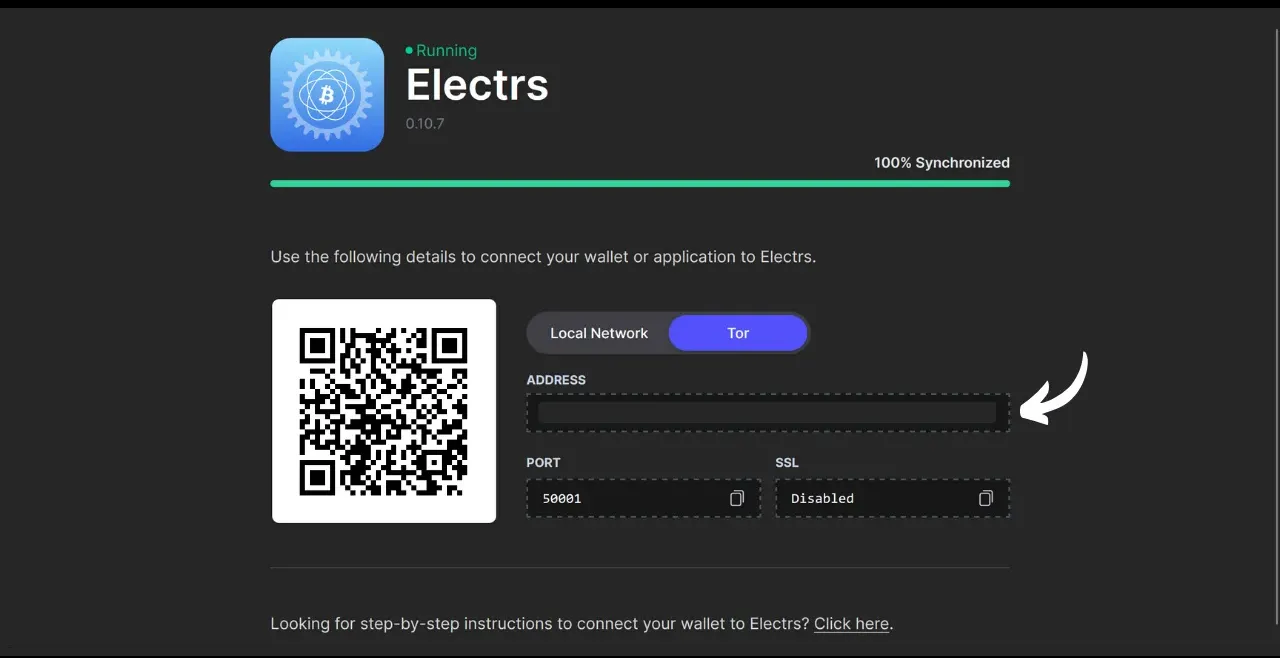 Running
Electrs
0.10.7
100% Synchronized
Use the following details to connect your wallet or application to Electrs.
Local Network
Tor
ADDRESS
PORT
SSL
50001
Disabled
Looking for step-by-step instructions to connect your wallet to Electrs? Click here.